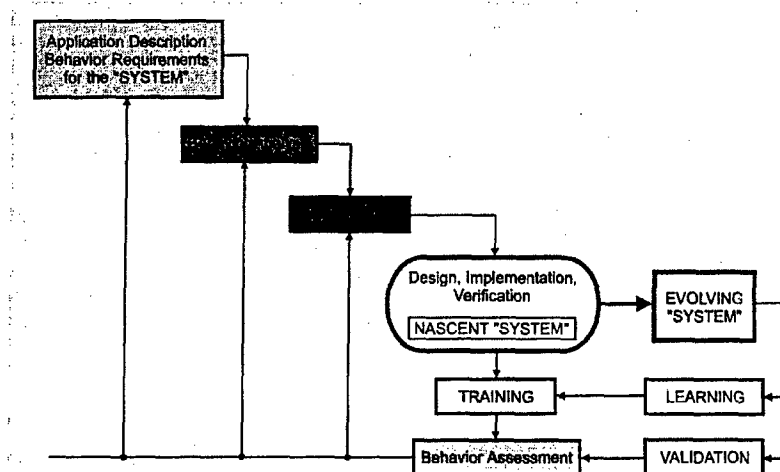 Application Description
Behavior Requirements
for the "SYSTEM"
Design, Implementation,
Verification
NASCENT "SYSTEM"
EVOLVING
"SYSTEM"
TRAINING
LEARNING
Behavior Assessment
VALIDATION